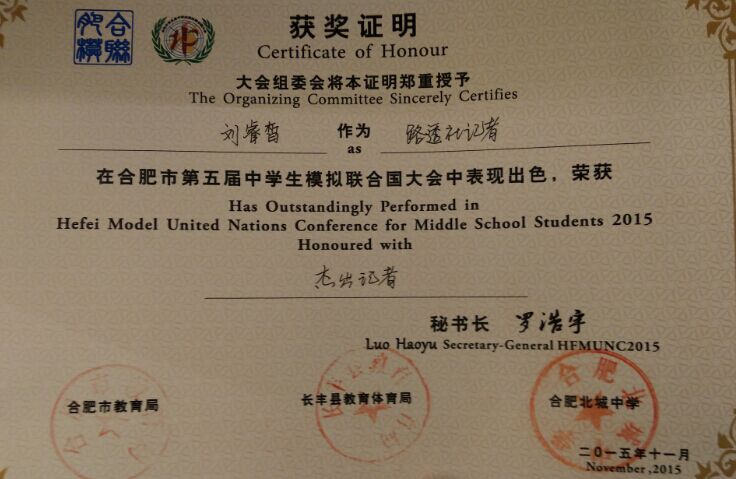 合聯
肥模
获奖证明
Certificate of Honour
大会组委会将本证明郑重授予
The Organizing Committee Sincerely Certifies
刘睿哲 作为 路透社记者
as
在合肥市第五届中学生模拟联合国大会中表现出色，荣获
Has Outstandingly Performed in
Hefei Model United Nations Conference for Middle School Students 2015
Honoured with
杰出记者
秘书长 罗浩宇
Luo Haoyu Secretary-General HFMUNC2015
合肥市教育局 长丰县教育体育局 合肥北城中学
二〇一五年十一月
November,2015